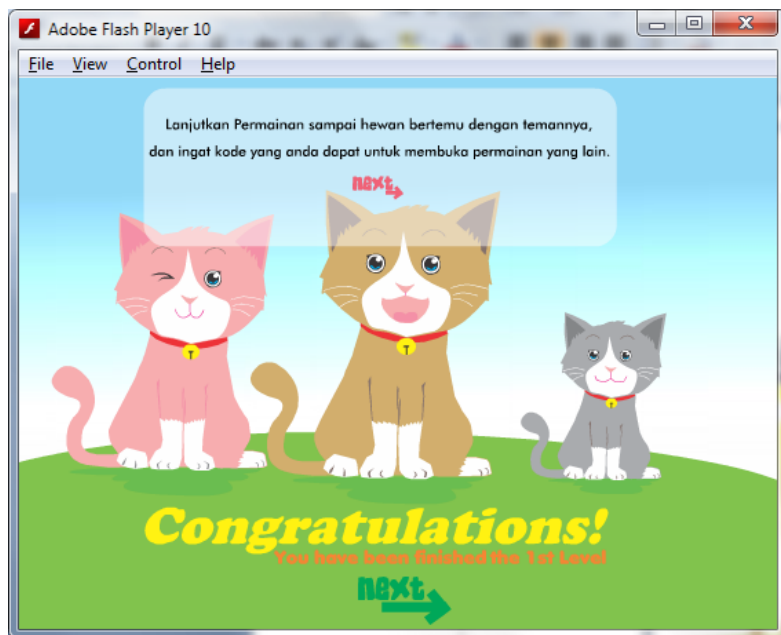 Adobe Flash Player 10
File View Control Help
Lanjutkan Permainan sampai hewan bertemu dengan temannya,
dan ingat kode yang anda dapat untuk membuka permainan yang lain.
next
Congratulations!
You have been finished the 1st Level
next